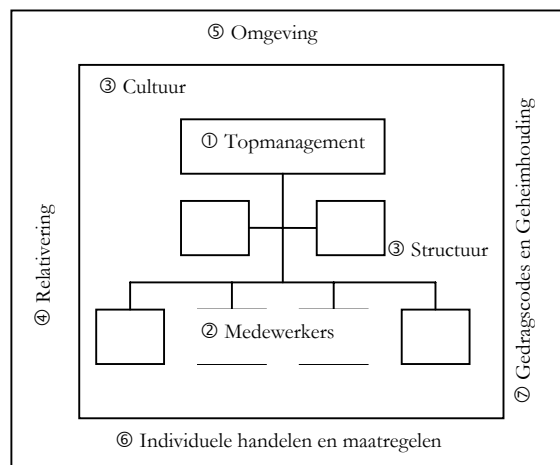 ⑤ Omgeving
③ Cultuur
① Topmanagement
③ Structuur
④ Relativering
② Medewerkers
⑦ Gedragscodes en Geheimhouding
⑥ Individuele handelen en maatregelen